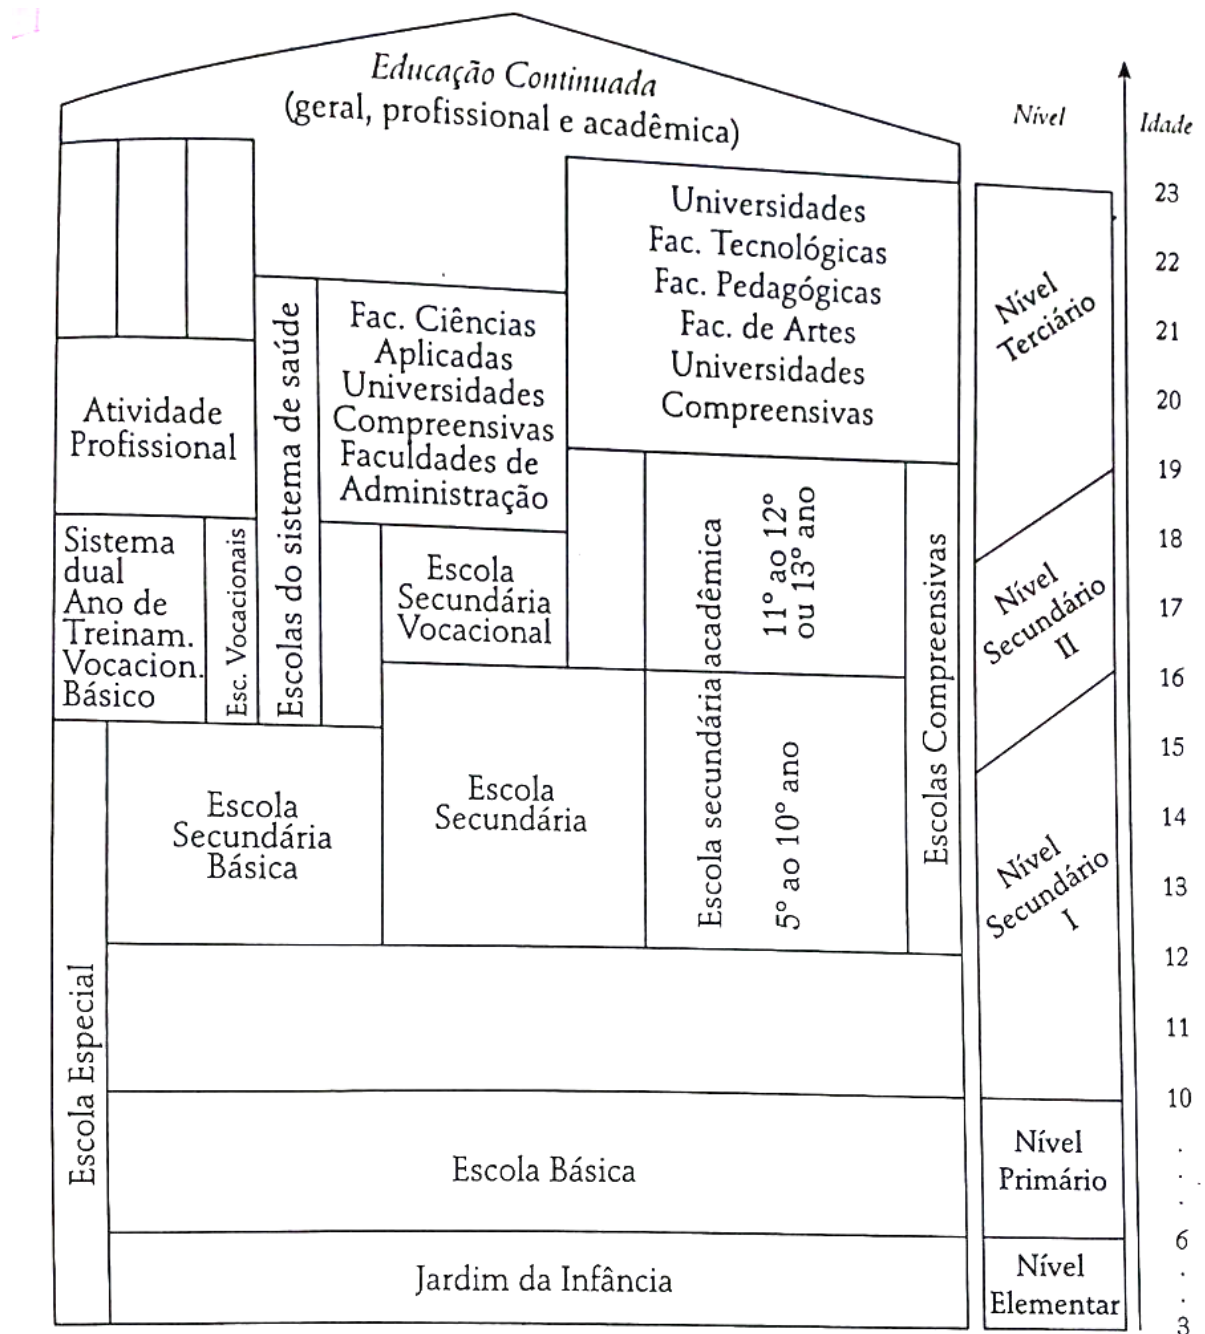 Educação Continuada
(geral, profissional e acadêmica)
Nível
Idade
Universidades
Fac. Tecnológicas
Fac. Pedagógicas
Fac. de Artes
Universidades
Compreensivas
Fac. Ciências
Aplicadas
Universidades
Compreensivas
Faculdades de
Administração
Escolas do sistema de saúde
Atividade
Profissional
Sistema
dual
Ano de
Treinam.
Vocacion.
Básico
Esc. Vocacionais
Escola
Secundária
Vocacional
Escola secundária acadêmica
11º ao 12º
ou 13º ano
5º ao 10º ano
Escolas Compreensivas
Escola
Secundária
Básica
Escola
Secundária
Escola Especial
Escola Básica
Jardim da Infância
Nível
Terciário
Nível
Secundário
II
Nível
Secundário
I
Nível
Primário
Nível
Elementar
23
22
21
20
19
18
17
16
15
14
13
12
11
10
.
.
.
6
.
.
3